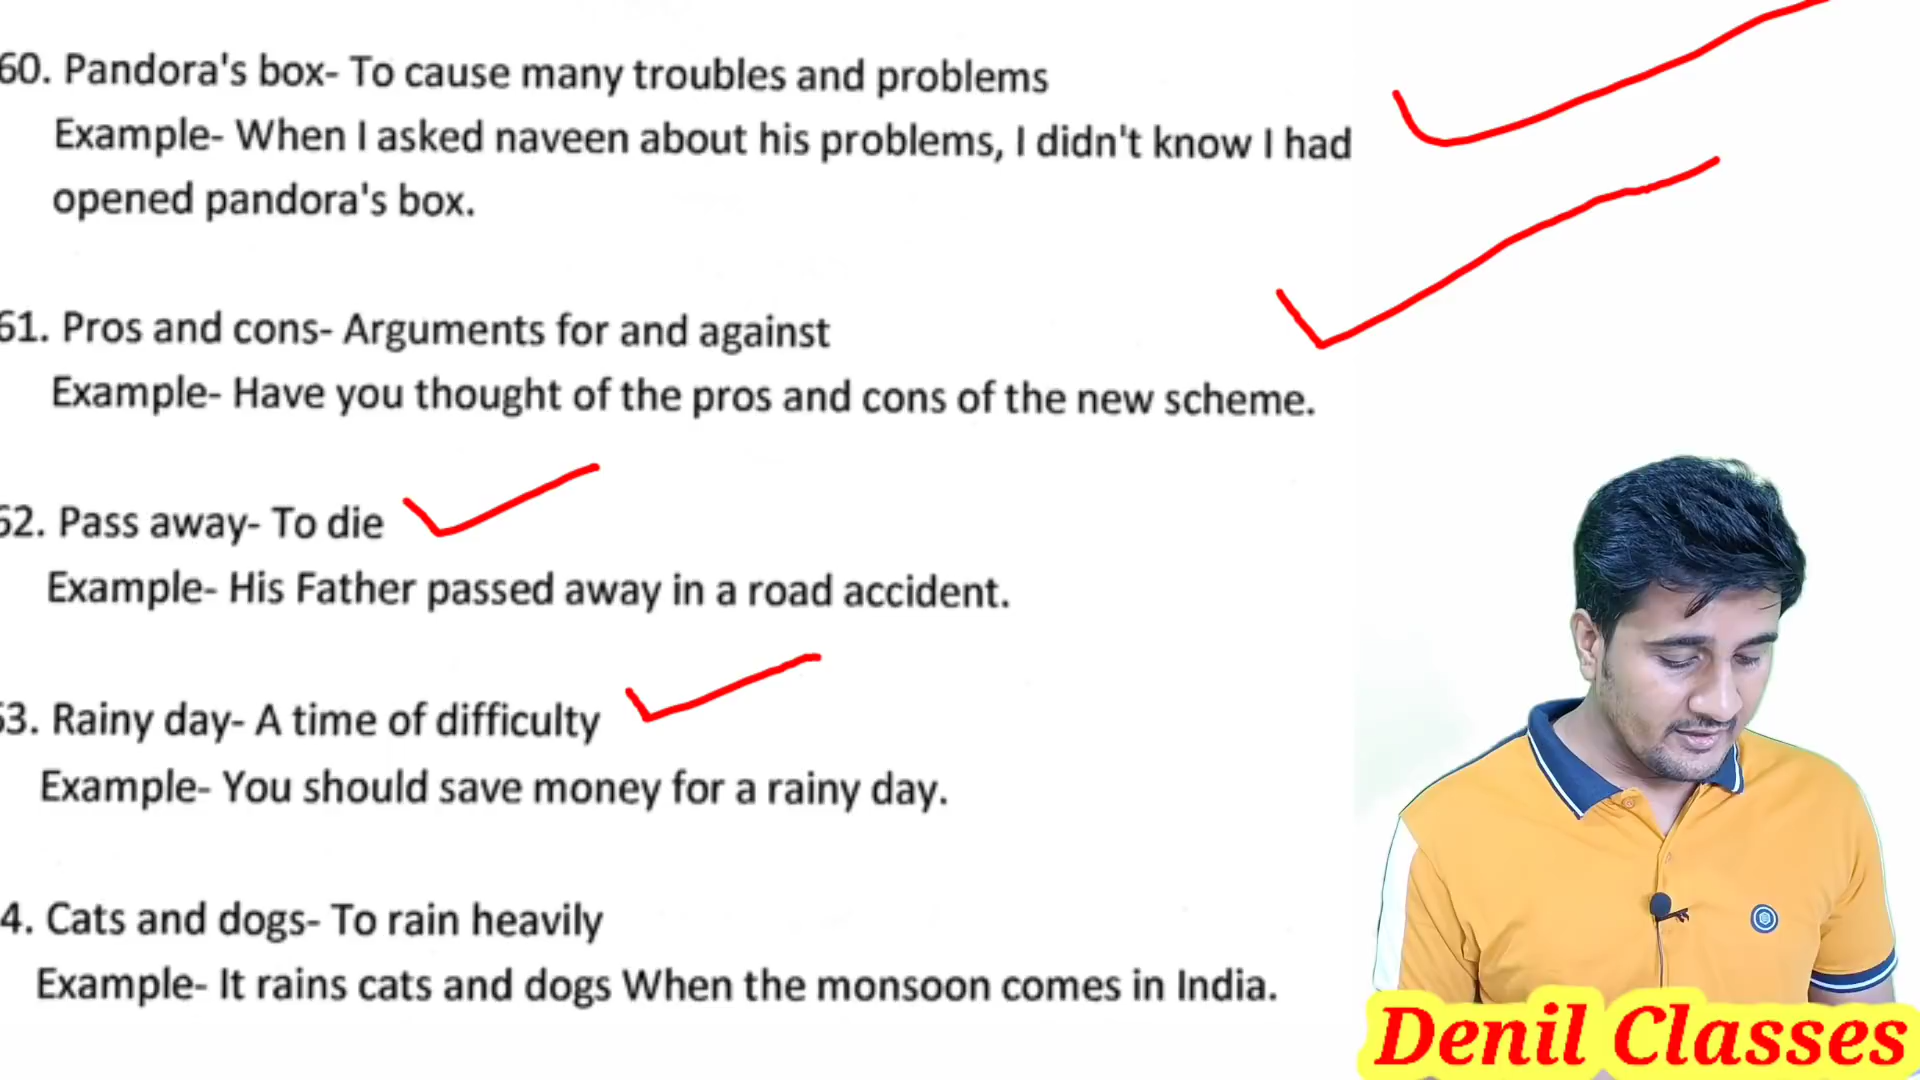 60. Pandora's box- To cause many troubles and problems
Example- When I asked naveen about his problems, I didn't know I had
opened pandora's box.
61. Pros and cons- Arguments for and against
Example- Have you thought of the pros and cons of the new scheme.
62. Pass away- To die
Example- His Father passed away in a road accident.
63. Rainy day- A time of difficulty
Example- You should save money for a rainy day.
4. Cats and dogs- To rain heavily
Example- It rains cats and dogs When the monsoon comes in India.
Denil Classes